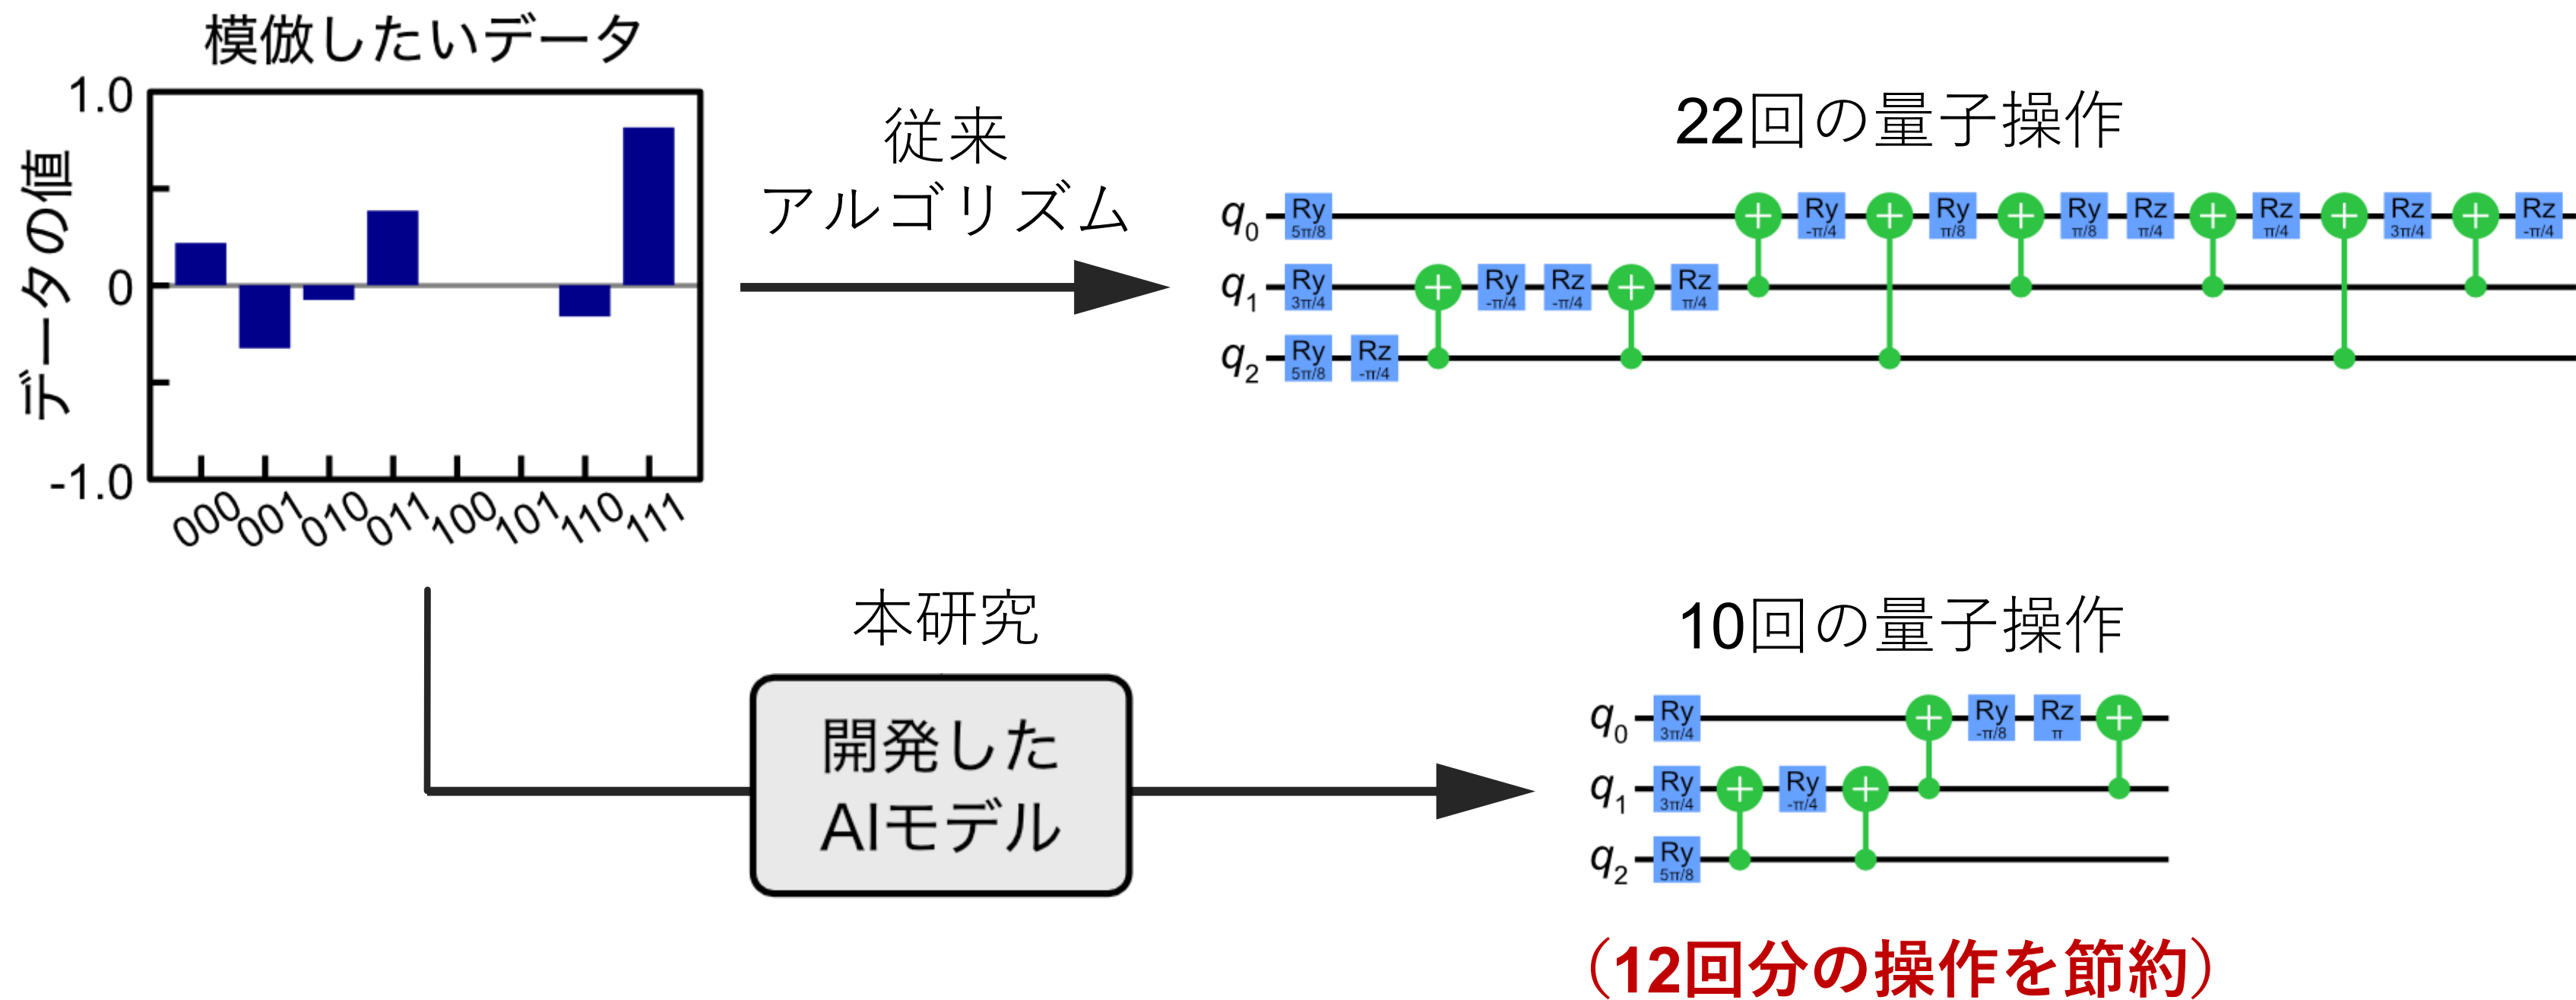 模倣したいデータ
データの値
1.0
0
-1.0
000 001 010 011 100 101 110 111
従来
アルゴリズム
22回の量子操作
q0 Ry 5π/8 Ry -π/4 Ry π/8 Ry π/8 Rz π/4 Rz π/4 Rz 3π/4 Rz -π/4
q1 Ry 3π/4 Ry -π/4 Rz -π/4 Rz π/4
q2 Ry 5π/8 Rz -π/4
本研究
開発した
AIモデル
10回の量子操作
q0 Ry 3π/4 Ry -π/8 Rz π
q1 Ry 3π/4 Ry -π/4
q2 Ry 5π/8
（12回分の操作を節約）